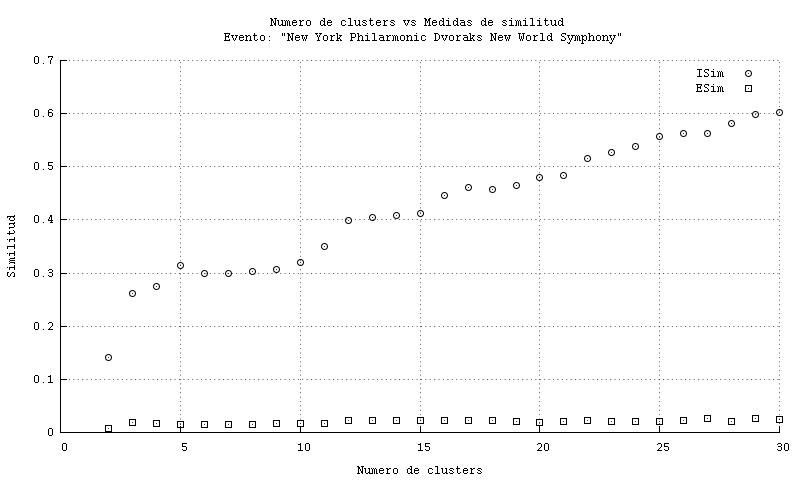 Numero de clusters vs Medidas de similitud
Evento: "New York Philarmonic Dvoraks New World Symphony"
0.7
ISim
ESim
0.6
0.5
0.4
Similitud
0.3
0.2
0.1
0
0 5 10 15 20 25 30
Numero de clusters